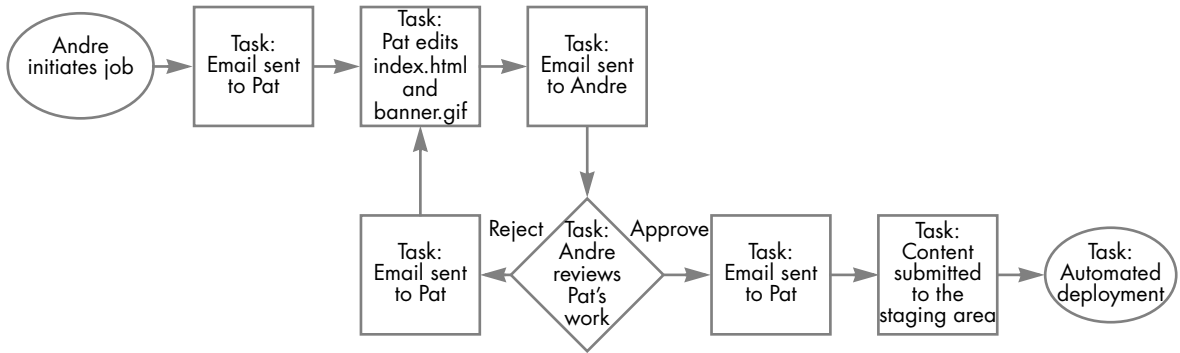 Andre
initiates job
Task:
Email sent
to Pat
Task:
Pat edits
index.html
and
banner.gif
Task:
Email sent
to Andre
Reject
Approve
Task:
Email sent
to Pat
Task:
Andre
reviews
Pat's
work
Task:
Email sent
to Pat
Task:
Content
submitted
to the
staging area
Task:
Automated
deployment